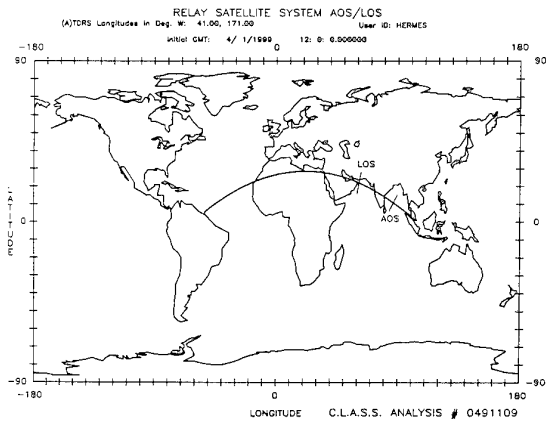 RELAY SATELLITE SYSTEM AOS/LOS
(A)TDRS Longitudes in Deg. W: 41.00, 171.00 User ID: HERMES
Initial GMT: 4/ 1/1999 12: 0: 0.000000
-180 0 180
90 90
LOS
LATITUDE
0 0
AOS
-90 -90
-180 0 180
LONGITUDE C.L.A.S.S. ANALYSIS # 0491109